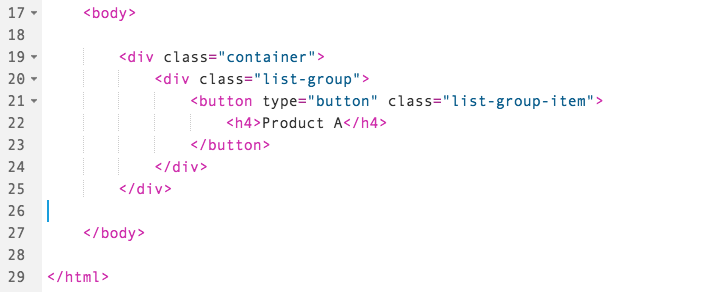 17 <body>
18
19 <div class="container">
20 <div class="list-group">
21 <button type="button" class="list-group-item">
22 <h4>Product A</h4>
23 </button>
24 </div>
25 </div>
26
27 </body>
28
29 </html>